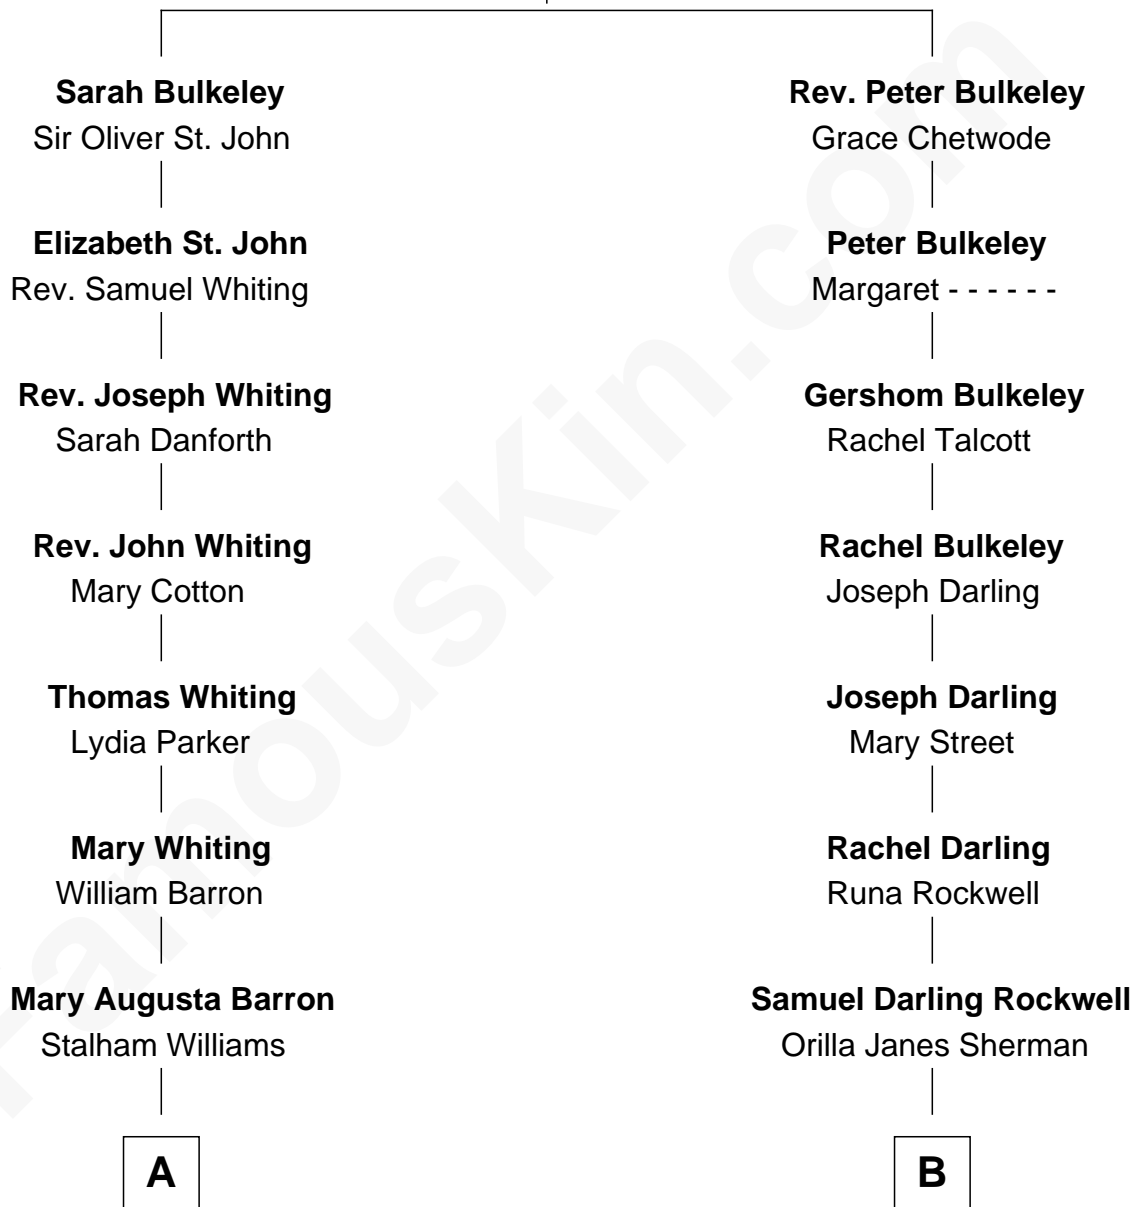 Sarah Bulkeley
Sir Oliver St. John
Elizabeth St. John
Rev. Samuel Whiting
Rev. Joseph Whiting
Sarah Danforth
Rev. John Whiting
Mary Cotton
Thomas Whiting
Lydia Parker
Mary Whiting
William Barron
Mary Augusta Barron
Stalham Williams
A
Rev. Peter Bulkeley
Grace Chetwode
Peter Bulkeley
Margaret - - - - - -
Gershom Bulkeley
Rachel Talcott
Rachel Bulkeley
Joseph Darling
Joseph Darling
Mary Street
Rachel Darling
Runa Rockwell
Samuel Darling Rockwell
Orilla Janes Sherman
B
FamousKin.com